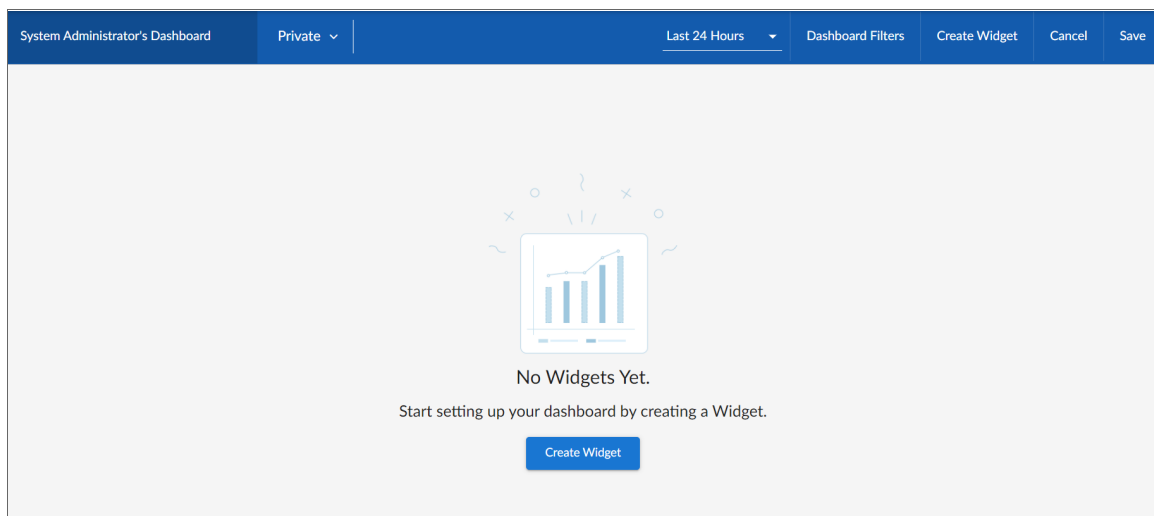 System Administrator's Dashboard Private Last 24 Hours Dashboard Filters Create Widget Cancel Save
No Widgets Yet.
Start setting up your dashboard by creating a Widget.
Create Widget